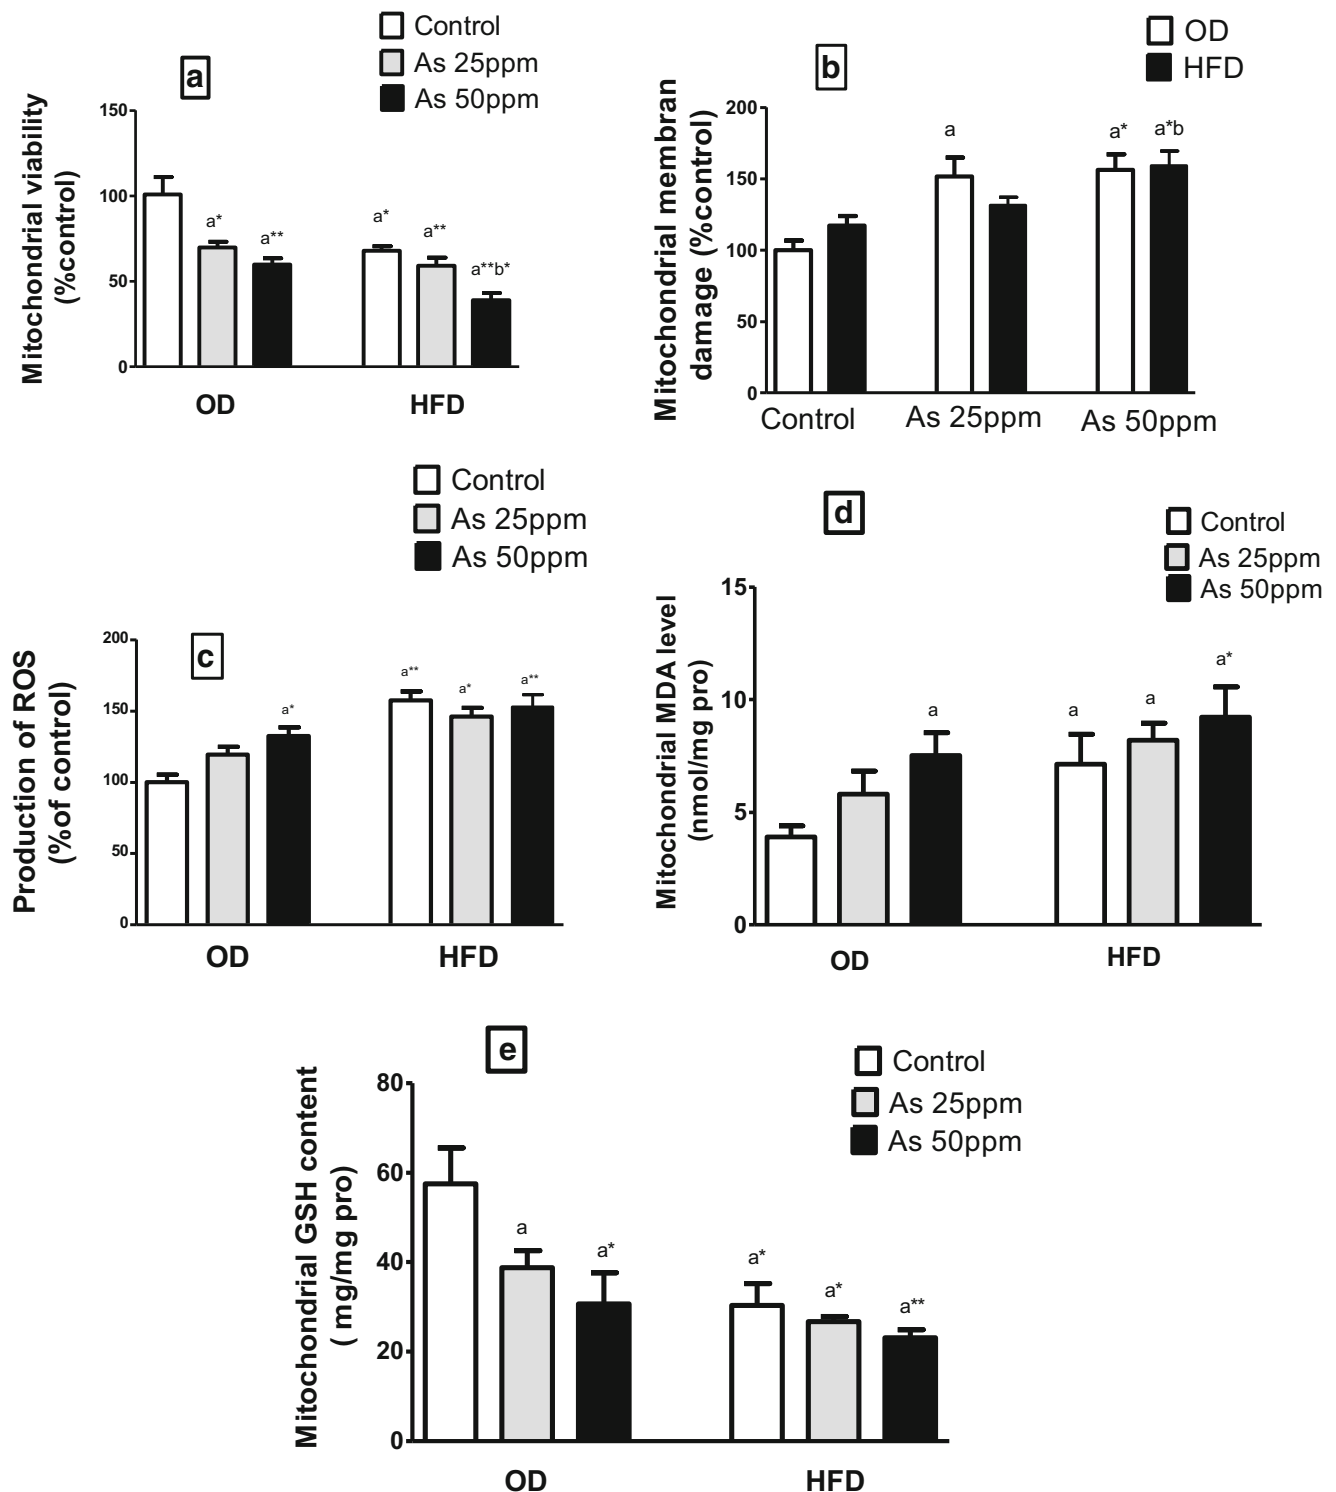 a
Control
As 25ppm
As 50ppm
Mitochondrial viability
(%control)
150
100
50
0
a*
a**
a*
a**
a**b*
OD
HFD
b
OD
HFD
Mitochondrial membran
damage (%control)
200
150
100
50
0
a
a*
a*b
Control
As 25ppm
As 50ppm
c
Control
As 25ppm
As 50ppm
Production of ROS
(%of control)
200
150
100
50
0
a*
a**
a*
a**
OD
HFD
d
Control
As 25ppm
As 50ppm
Mitochondrial MDA level
(nmol/mg pro)
15
10
5
0
a
a
a
a*
OD
HFD
e
Control
As 25ppm
As 50ppm
Mitochondrial GSH content
( mg/mg pro)
80
60
40
20
0
a
a*
a*
a*
a**
OD
HFD